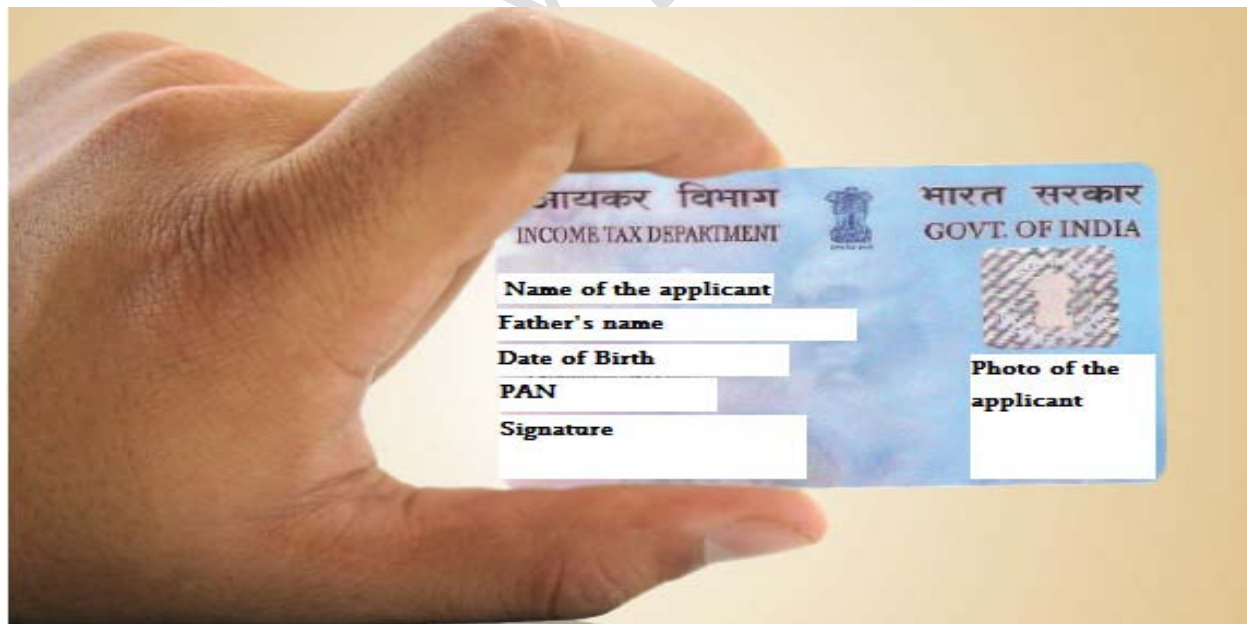 आयकर विभाग
भारत सरकार
INCOME TAX DEPARTMENT
GOVT. OF INDIA
Name of the applicant
Father's name
Date of Birth
PAN
Signature
Photo of the
applicant